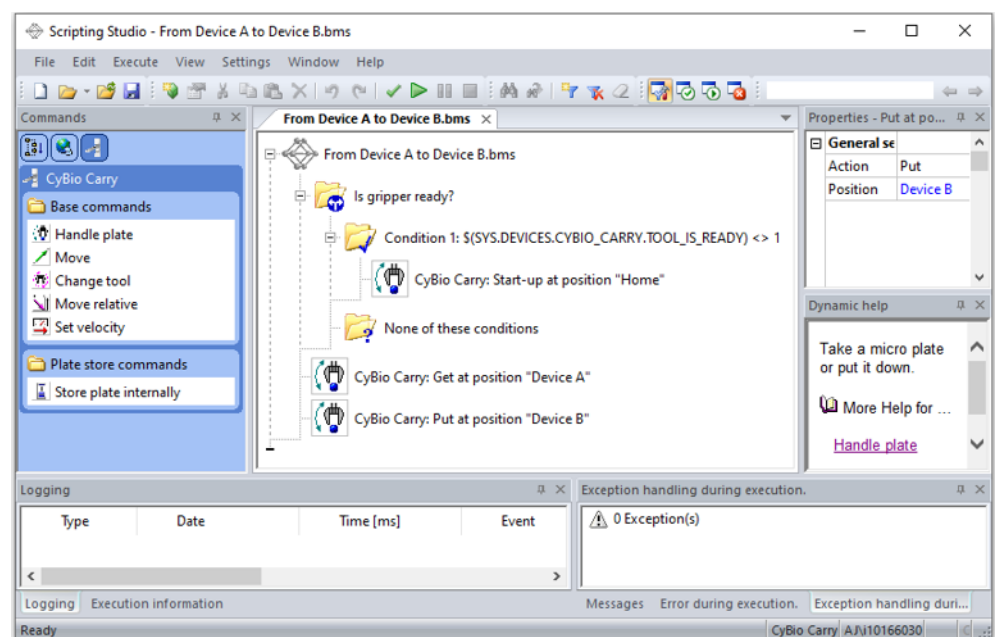 Scripting Studio - From Device A to Device B.bms
File Edit Execute View Settings Window Help
Commands
CyBio Carry
Base commands
Handle plate
Move
Change tool
Move relative
Set velocity
Plate store commands
Store plate internally
From Device A to Device B.bms
From Device A to Device B.bms
Is gripper ready?
Condition 1: $(SYS.DEVICES.CYBIO_CARRY.TOOL_IS_READY) <> 1
CyBio Carry: Start-up at position "Home"
None of these conditions
CyBio Carry: Get at position "Device A"
CyBio Carry: Put at position "Device B"
Properties - Put at po...
General se
Action Put
Position Device B
Dynamic help
Take a micro plate
or put it down.
More Help for ...
Handle plate
Logging
Type Date Time [ms] Event
Logging Execution information
Exception handling during execution.
0 Exception(s)
Messages Error during execution. Exception handling duri...
Ready
CyBio Carry AJ\i10166030 C